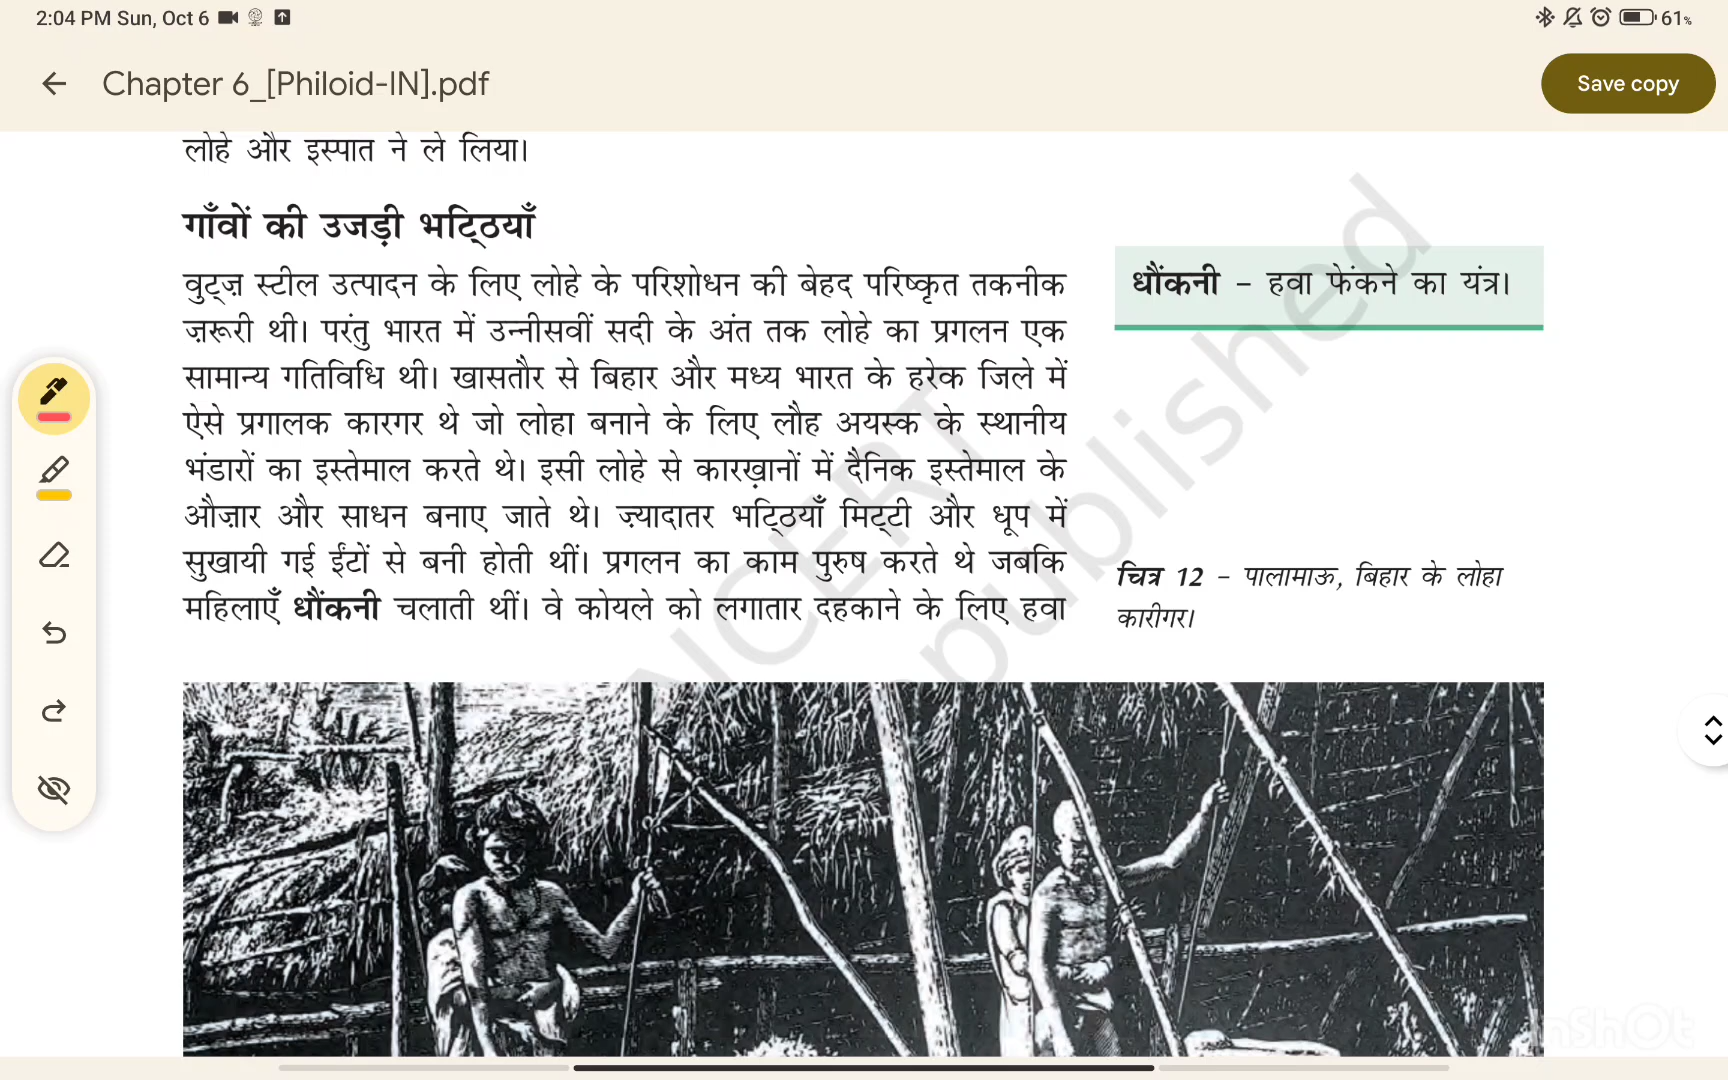 2:04 PM Sun, Oct 6
61%
Chapter 6_[Philoid-IN].pdf
Save copy
लोहे और इस्पात ने ले लिया।
गाँवों की उजड़ी भट्ठियाँ
वुट्ज़ स्टील उत्पादन के लिए लोहे के परिशोधन की बेहद परिष्कृत तकनीक
ज़रूरी थी। परंतु भारत में उन्नीसवीं सदी के अंत तक लोहे का प्रगलन एक
सामान्य गतिविधि थी। खासतौर से बिहार और मध्य भारत के हरेक जिले में
ऐसे प्रगालक कारगर थे जो लोहा बनाने के लिए लौह अयस्क के स्थानीय
भंडारों का इस्तेमाल करते थे। इसी लोहे से कारख़ानों में दैनिक इस्तेमाल के
औज़ार और साधन बनाए जाते थे। ज़्यादातर भट्ठियाँ मिट्टी और धूप में
सुखायी गई ईंटों से बनी होती थीं। प्रगलन का काम पुरुष करते थे जबकि
महिलाएँ धौंकनी चलाती थीं। वे कोयले को लगातार दहकाने के लिए हवा
धौंकनी – हवा फेंकने का यंत्र।
चित्र 12 – पालामाऊ, बिहार के लोहा
कारीगर।
NCERT
published
InShOt